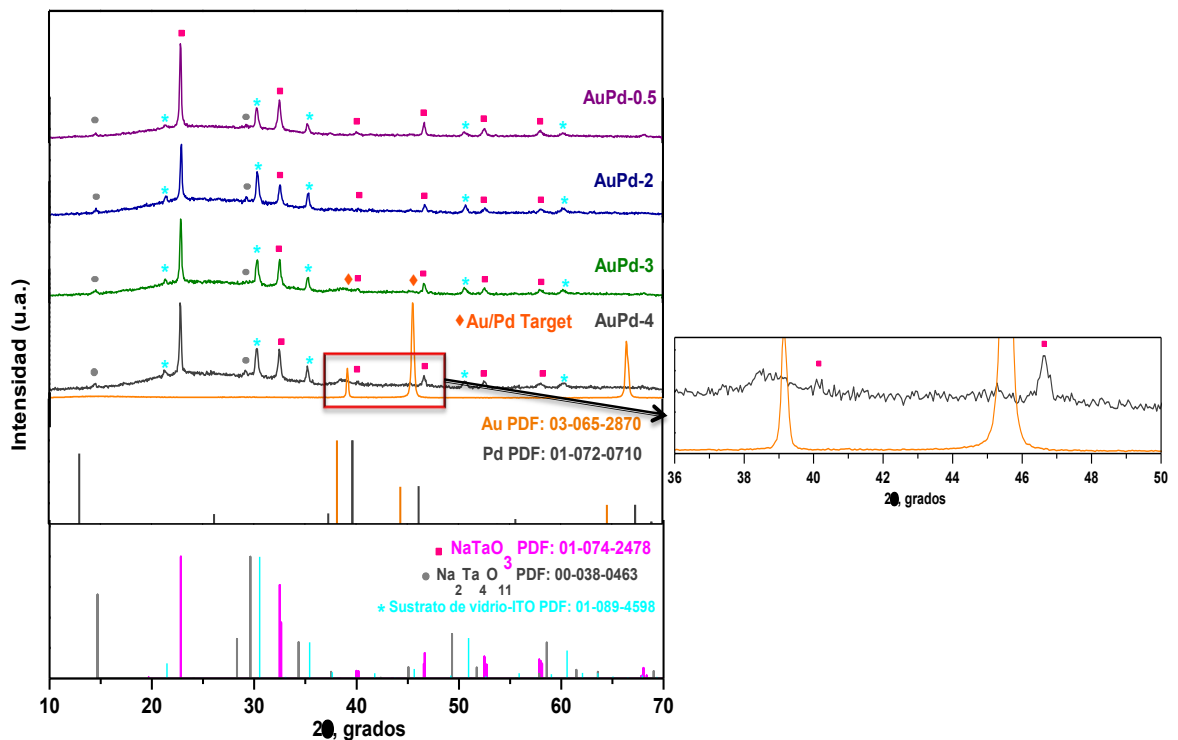 AuPd-0.5
AuPd-2
AuPd-3
Au/Pd Target
AuPd-4
Au PDF: 03-065-2870
Pd PDF: 01-072-0710
NaTaO3 PDF: 01-074-2478
Na2Ta4O11 PDF: 00-038-0463
* Sustrato de vidrio-ITO PDF: 01-089-4598
Intensidad (u.a.)
10 20 30 40 50 60 70
, grados
36 38 40 42 44 46 48 50
, grados